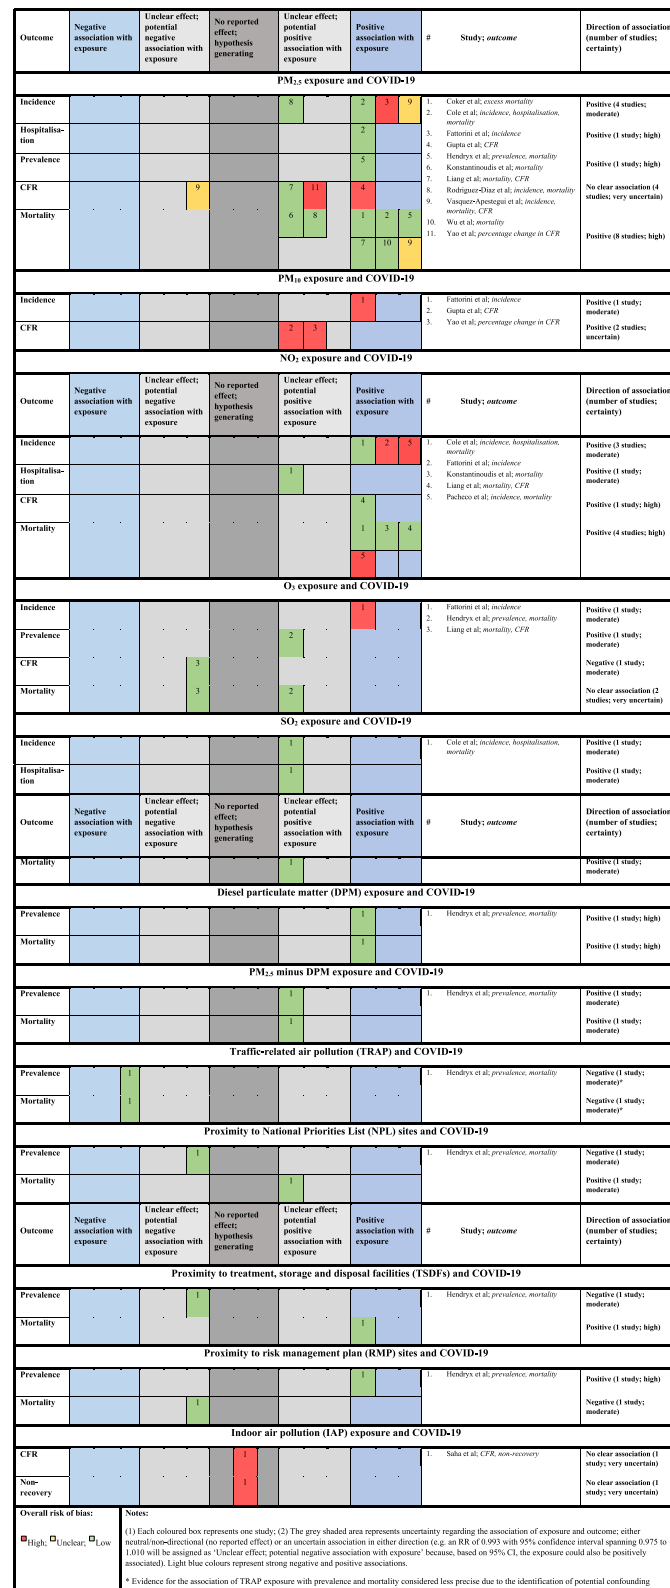 Outcome
Negative association with exposure
Unclear effect; potential negative association with exposure
No reported effect; hypothesis generating
Unclear effect; potential positive association with exposure
Positive association with exposure
#
Study; outcome
Direction of association (number of studies; certainty)
PM2.5 exposure and COVID-19
Incidence
8
2 3 9
Positive (4 studies; moderate)
Hospitalisa-tion
2
Positive (1 study; high)
Prevalence
5
Positive (1 study; high)
CFR
9
7 11
4
No clear association (4 studies; very uncertain)
Mortality
6 8
1 2 5
7 10 9
Positive (8 studies; high)
1. Coker et al; excess mortality
2. Cole et al; incidence, hospitalisation, mortality
3. Fattorini et al; incidence
4. Gupta et al; CFR
5. Hendryx et al; prevalence, mortality
6. Konstantinoudis et al; mortality
7. Liang et al; mortality, CFR
8. Rodriguez-Diaz et al; incidence, mortality
9. Vasquez-Apestegui et al; incidence, mortality, CFR
10. Wu et al; mortality
11. Yao et al; percentage change in CFR
PM10 exposure and COVID-19
Incidence
1
Positive (1 study; moderate)
CFR
2 3
Positive (2 studies; uncertain)
1. Fattorini et al; incidence
2. Gupta et al; CFR
3. Yao et al; percentage change in CFR
NO2 exposure and COVID-19
Outcome
Negative association with exposure
Unclear effect; potential negative association with exposure
No reported effect; hypothesis generating
Unclear effect; potential positive association with exposure
Positive association with exposure
#
Study; outcome
Direction of association (number of studies; certainty)
Incidence
1 2 5
Positive (3 studies; moderate)
Hospitalisa-tion
1
Positive (1 study; moderate)
CFR
4
Positive (1 study; high)
Mortality
1 3 4
5
Positive (4 studies; high)
1. Cole et al; incidence, hospitalisation, mortality
2. Fattorini et al; incidence
3. Konstantinoudis et al; mortality
4. Liang et al; mortality, CFR
5. Pacheco et al; incidence, mortality
O3 exposure and COVID-19
Incidence
1
Positive (1 study; moderate)
Prevalence
2
Positive (1 study; moderate)
CFR
3
Negative (1 study; moderate)
Mortality
3
2
No clear association (2 studies; very uncertain)
1. Fattorini et al; incidence
2. Hendryx et al; prevalence, mortality
3. Liang et al; mortality, CFR
SO2 exposure and COVID-19
Incidence
1
1. Cole et al; incidence, hospitalisation, mortality
Positive (1 study; moderate)
Hospitalisa-tion
1
Positive (1 study; moderate)
Outcome
Negative association with exposure
Unclear effect; potential negative association with exposure
No reported effect; hypothesis generating
Unclear effect; potential positive association with exposure
Positive association with exposure
#
Study; outcome
Direction of association (number of studies; certainty)
Mortality
1
Positive (1 study; moderate)
Diesel particulate matter (DPM) exposure and COVID-19
Prevalence
1
1. Hendryx et al; prevalence, mortality
Positive (1 study; high)
Mortality
1
Positive (1 study; high)
PM2.5 minus DPM exposure and COVID-19
Prevalence
1
1. Hendryx et al; prevalence, mortality
Positive (1 study; moderate)
Mortality
1
Positive (1 study; moderate)
Traffic-related air pollution (TRAP) and COVID-19
Prevalence
1
1. Hendryx et al; prevalence, mortality
Negative (1 study; moderate)*
Mortality
1
Negative (1 study; moderate)*
Proximity to National Priorities List (NPL) sites and COVID-19
Prevalence
1
1. Hendryx et al; prevalence, mortality
Negative (1 study; moderate)
Mortality
1
Positive (1 study; moderate)
Outcome
Negative association with exposure
Unclear effect; potential negative association with exposure
No reported effect; hypothesis generating
Unclear effect; potential positive association with exposure
Positive association with exposure
#
Study; outcome
Direction of association (number of studies; certainty)
Proximity to treatment, storage and disposal facilities (TSDFs) and COVID-19
Prevalence
1
1. Hendryx et al; prevalence, mortality
Negative (1 study; moderate)
Mortality
1
Positive (1 study; high)
Proximity to risk management plan (RMP) sites and COVID-19
Prevalence
1
1. Hendryx et al; prevalence, mortality
Positive (1 study; high)
Mortality
1
Negative (1 study; moderate)
Indoor air pollution (IAP) exposure and COVID-19
CFR
1
1. Saha et al; CFR, non-recovery
No clear association (1 study; very uncertain)
Non-recovery
1
No clear association (1 study; very uncertain)
Overall risk of bias:
High; Unclear; Low
Notes:
(1) Each coloured box represents one study; (2) The grey shaded area represents uncertainty regarding the association of exposure and outcome; either
neutral/non-directional (no reported effect) or an uncertain association in either direction (e.g. an RR of 0.993 with 95% confidence interval spanning 0.975 to
1.010 will be assigned as 'Unclear effect; potential negative association with exposure' because, based on 95% CI, the exposure could also be positively
associated). Light blue colours represent strong negative and positive associations.
* Evidence for the association of TRAP exposure with prevalence and mortality considered less precise due to the identification of potential confounding